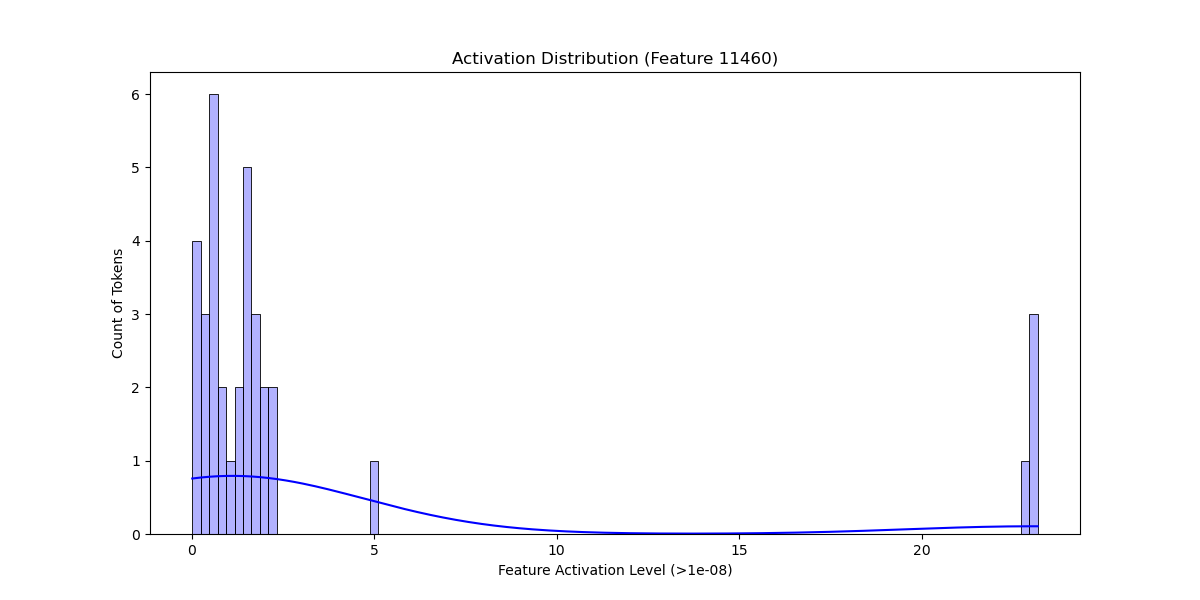 Activation Distribution (Feature 11460)
6
5
4
3
2
1
0
Count of Tokens
0 5 10 15 20
Feature Activation Level (>1e-08)